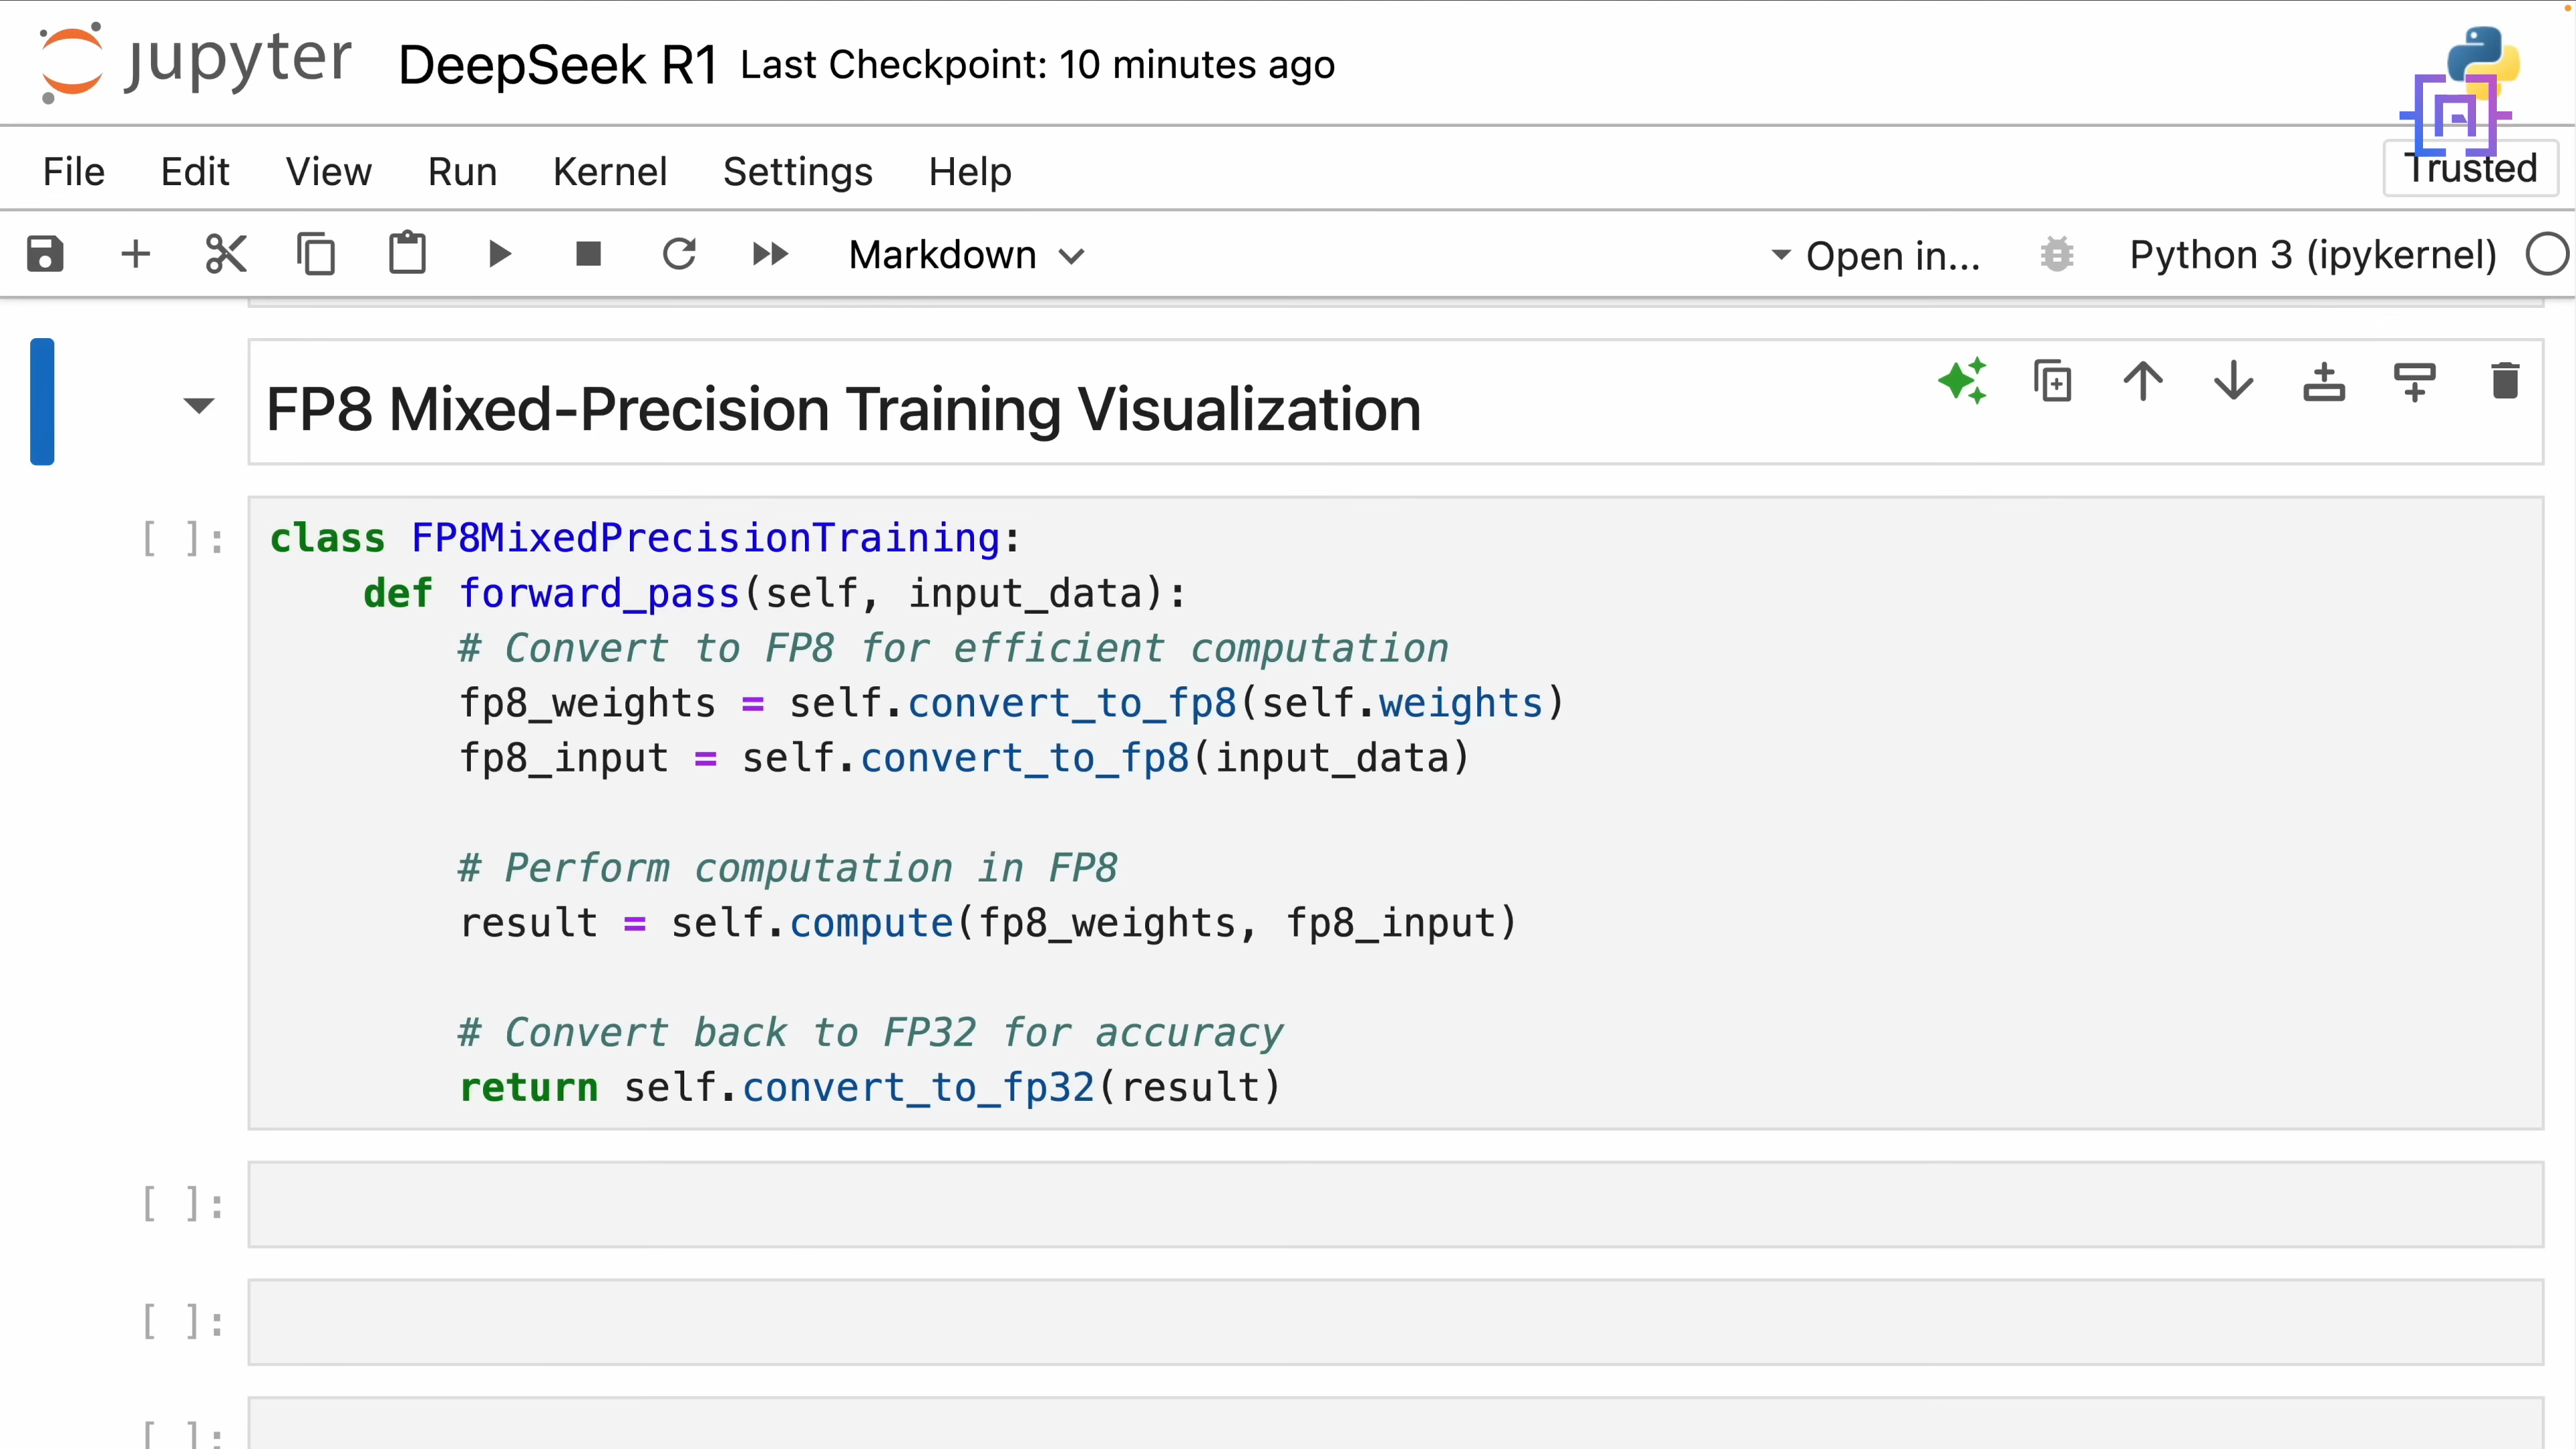 jupyter DeepSeek R1 Last Checkpoint: 10 minutes ago
File Edit View Run Kernel Settings Help Trusted
Markdown Open in... Python 3 (ipykernel)
FP8 Mixed-Precision Training Visualization
[ ]: class FP8MixedPrecisionTraining:
def forward_pass(self, input_data):
# Convert to FP8 for efficient computation
fp8_weights = self.convert_to_fp8(self.weights)
fp8_input = self.convert_to_fp8(input_data)
# Perform computation in FP8
result = self.compute(fp8_weights, fp8_input)
# Convert back to FP32 for accuracy
return self.convert_to_fp32(result)
[ ]:
[ ]:
[ ]: